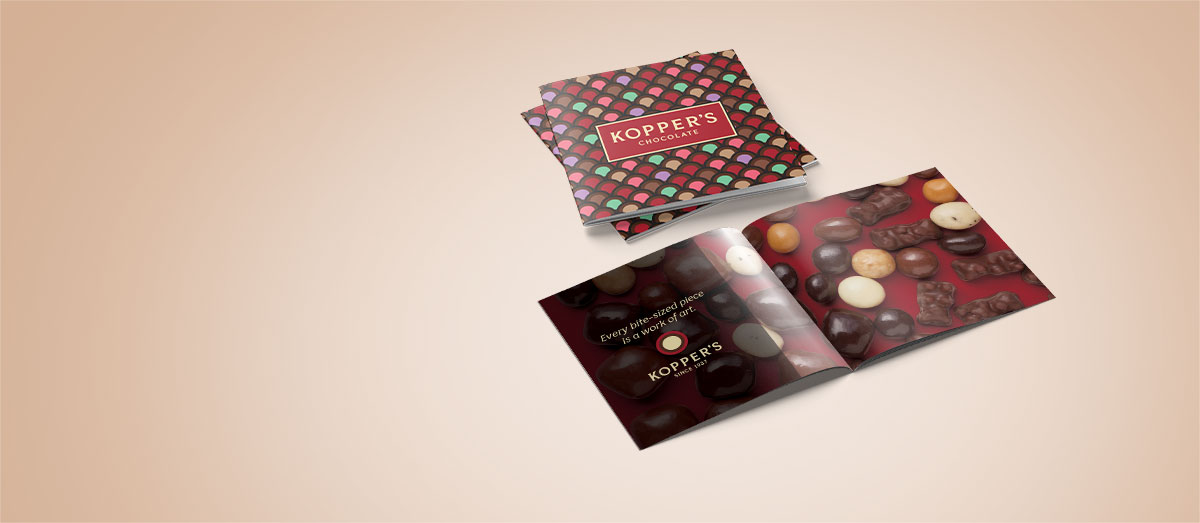 KOPPER'S
CHOCOLATE
Every bite-sized piece
is a work of art.
KOPPER'S
SINCE 1937